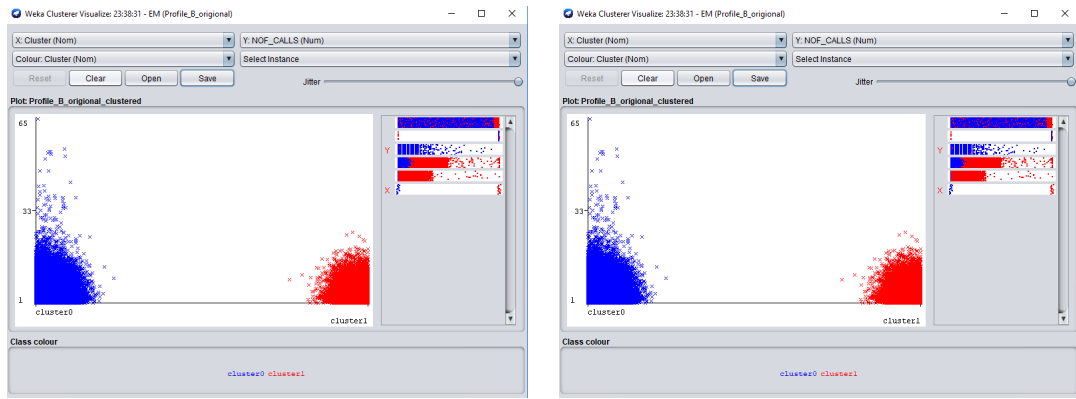 Weka Clusterer Visualize: 23:38:31 - EM (Profile_B_origional)
X: Cluster (Nom) Y: NOF_CALLS (Num)
Colour: Cluster (Nom) Select Instance
Reset Clear Open Save Jitter
Plot: Profile_B_origional_clustered
65
Y
X
33
1
cluster0
cluster1
Class colour
cluster0 cluster1
Weka Clusterer Visualize: 23:38:31 - EM (Profile_B_origional)
X: Cluster (Nom) Y: NOF_CALLS (Num)
Colour: Cluster (Nom) Select Instance
Reset Clear Open Save Jitter
Plot: Profile_B_origional_clustered
65
Y
X
33
1
cluster0
cluster1
Class colour
cluster0 cluster1